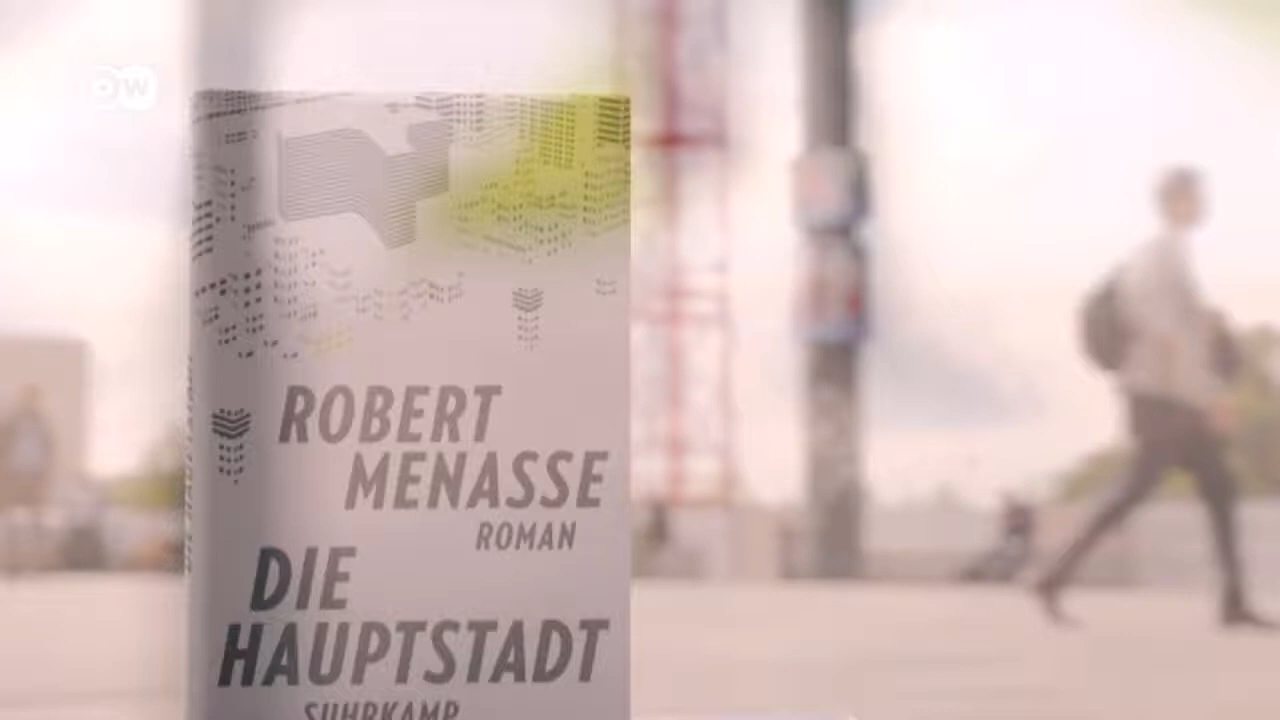 DW
ROBERT
MENASSE
ROMAN
DIE
HAUPTSTADT
SUHRKAMP